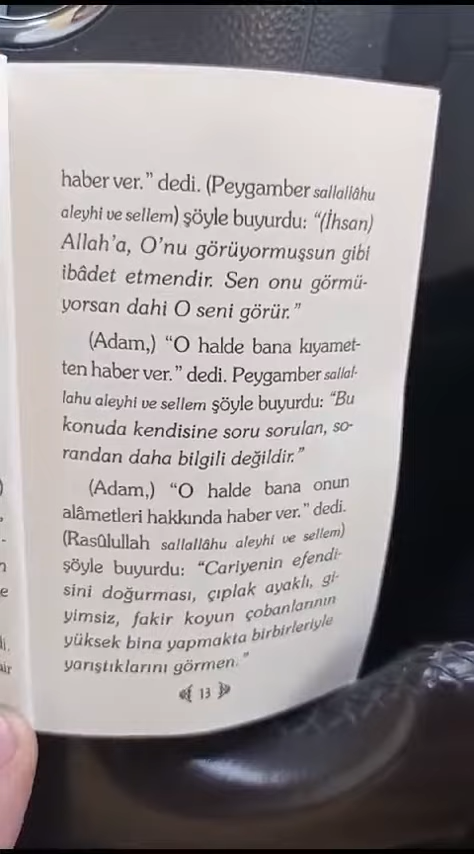 haber ver.” dedi. (Peygamber sallallâhu
aleyhi ve sellem) şöyle buyurdu: “(İhsan)
Allah’a, O’nu görüyormuşsun gibi
ibâdet etmendir. Sen onu görmü-
yorsan dahi O seni görür.”
(Adam,) “O halde bana kıyamet-
ten haber ver.” dedi. Peygamber sallal-
lahu aleyhi ve sellem şöyle buyurdu: “Bu
konuda kendisine soru sorulan, so-
randan daha bilgili değildir.”
(Adam,) “O halde bana onun
alâmetleri hakkında haber ver.” dedi.
(Rasûlullah sallallâhu aleyhi ve sellem)
şöyle buyurdu: “Cariyenin efendi-
sini doğurması, çıplak ayaklı, gi-
yimsiz, fakir koyun çobanlarının
yüksek bina yapmakta birbirleriyle
yarıştıklarını görmen.”
13